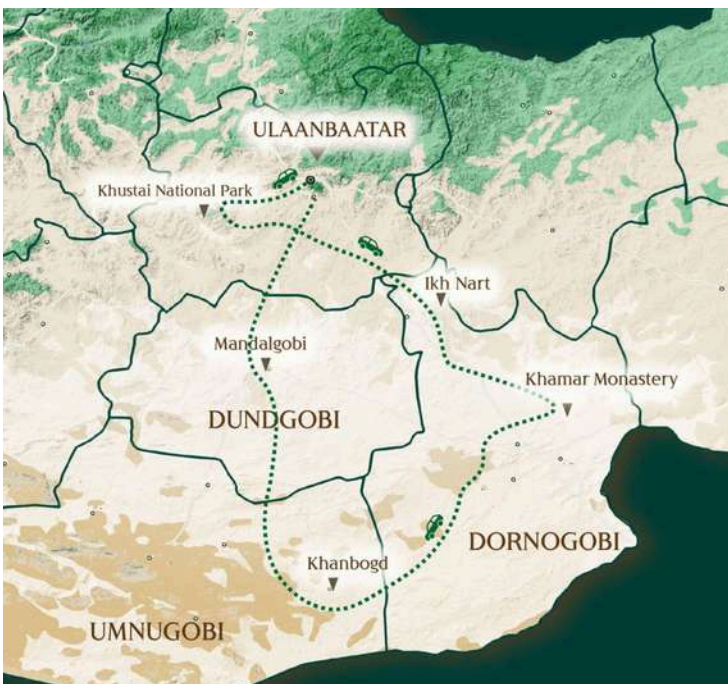 ULAANBAATAR
Khustai National Park
Ikh Nart
Mandalgobi
Khamar Monastery
DUNDGOBI
DORNOGOBI
Khanbogd
UMNUGOBI